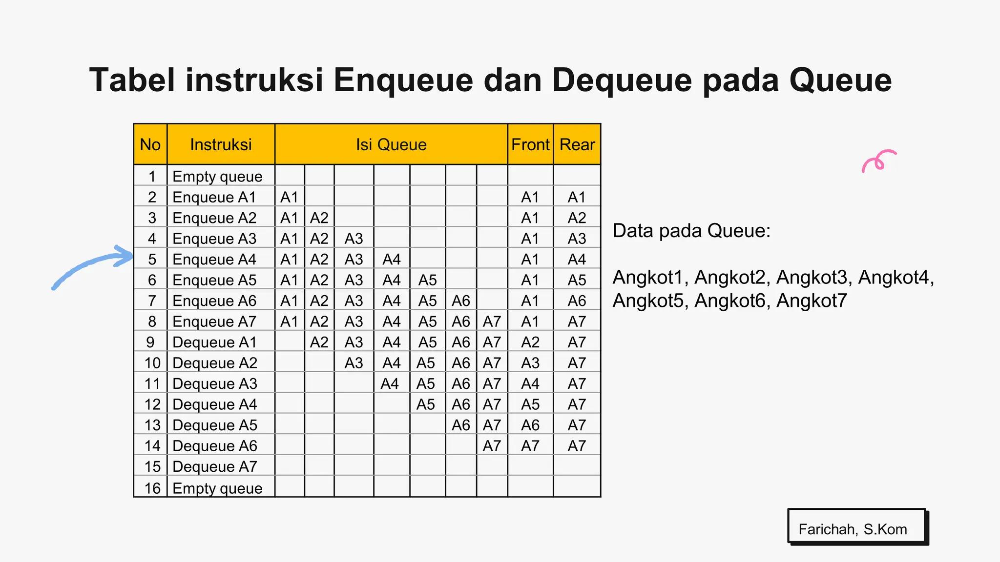 Tabel instruksi Enqueue dan Dequeue pada Queue
No Instruksi Isi Queue Front Rear
1 Empty queue
2 Enqueue A1 A1 A1 A1
3 Enqueue A2 A1 A2 A1 A2
4 Enqueue A3 A1 A2 A3 A1 A3
5 Enqueue A4 A1 A2 A3 A4 A1 A4
6 Enqueue A5 A1 A2 A3 A4 A5 A1 A5
7 Enqueue A6 A1 A2 A3 A4 A5 A6 A1 A6
8 Enqueue A7 A1 A2 A3 A4 A5 A6 A7 A1 A7
9 Dequeue A1 A2 A3 A4 A5 A6 A7 A2 A7
10 Dequeue A2 A3 A4 A5 A6 A7 A3 A7
11 Dequeue A3 A4 A5 A6 A7 A4 A7
12 Dequeue A4 A5 A6 A7 A5 A7
13 Dequeue A5 A6 A7 A6 A7
14 Dequeue A6 A7 A7 A7
15 Dequeue A7
16 Empty queue
Data pada Queue:
Angkot1, Angkot2, Angkot3, Angkot4,
Angkot5, Angkot6, Angkot7
Farichah, S.Kom